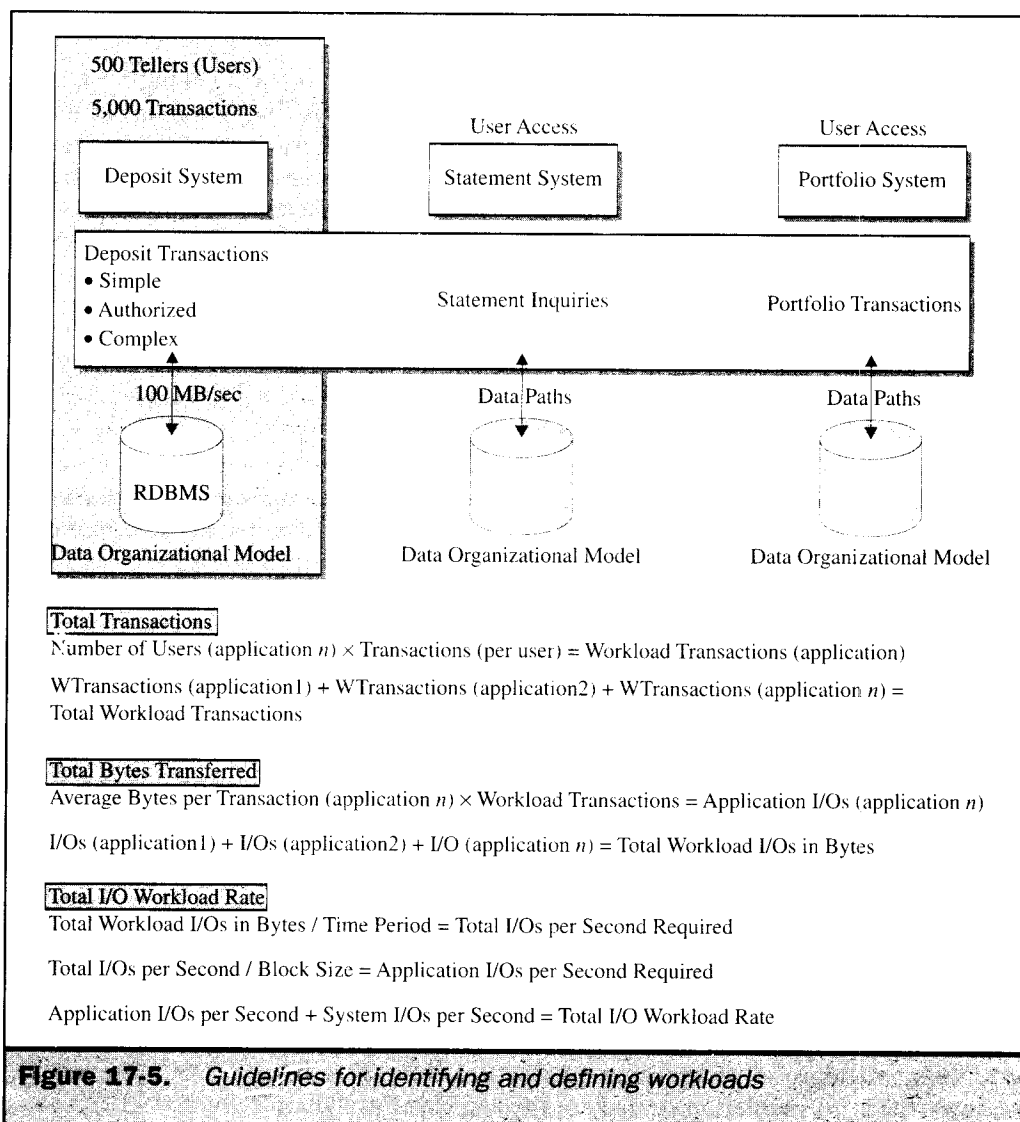 500 Tellers (Users)
5,000 Transactions
User Access
User Access
Deposit System
Statement System
Portfolio System
Deposit Transactions
• Simple
• Authorized
• Complex
Statement Inquiries
Portfolio Transactions
100 MB/sec
Data Paths
Data Paths
RDBMS
Data Organizational Model
Data Organizational Model
Data Organizational Model
Total Transactions
Number of Users (application n) × Transactions (per user) = Workload Transactions (application)
WTransactions (application1) + WTransactions (application2) + WTransactions (application n) =
Total Workload Transactions
Total Bytes Transferred
Average Bytes per Transaction (application n) × Workload Transactions = Application I/Os (application n)
I/Os (application1) + I/Os (application2) + I/O (application n) = Total Workload I/Os in Bytes
Total I/O Workload Rate
Total Workload I/Os in Bytes / Time Period = Total I/Os per Second Required
Total I/Os per Second / Block Size = Application I/Os per Second Required
Application I/Os per Second + System I/Os per Second = Total I/O Workload Rate
Figure 17-5. Guidelines for identifying and defining workloads